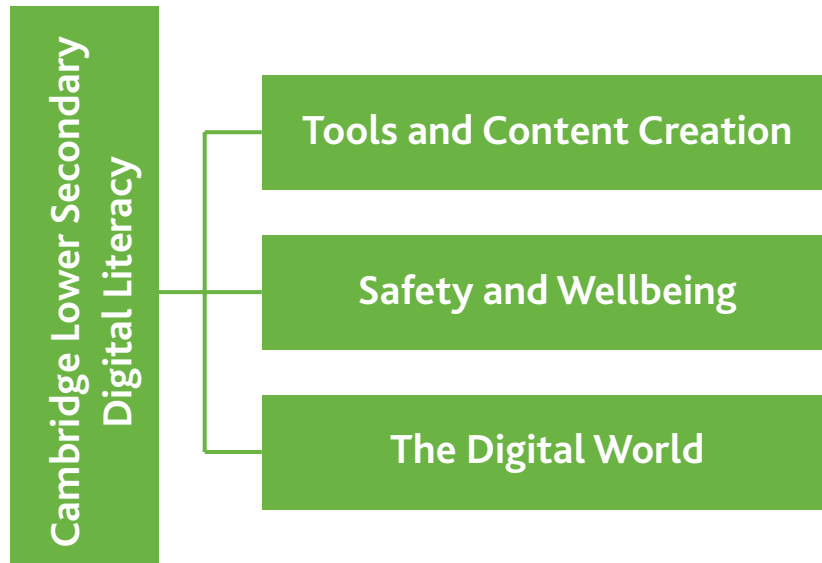 Cambridge Lower Secondary
Digital Literacy
Tools and Content Creation
Safety and Wellbeing
The Digital World